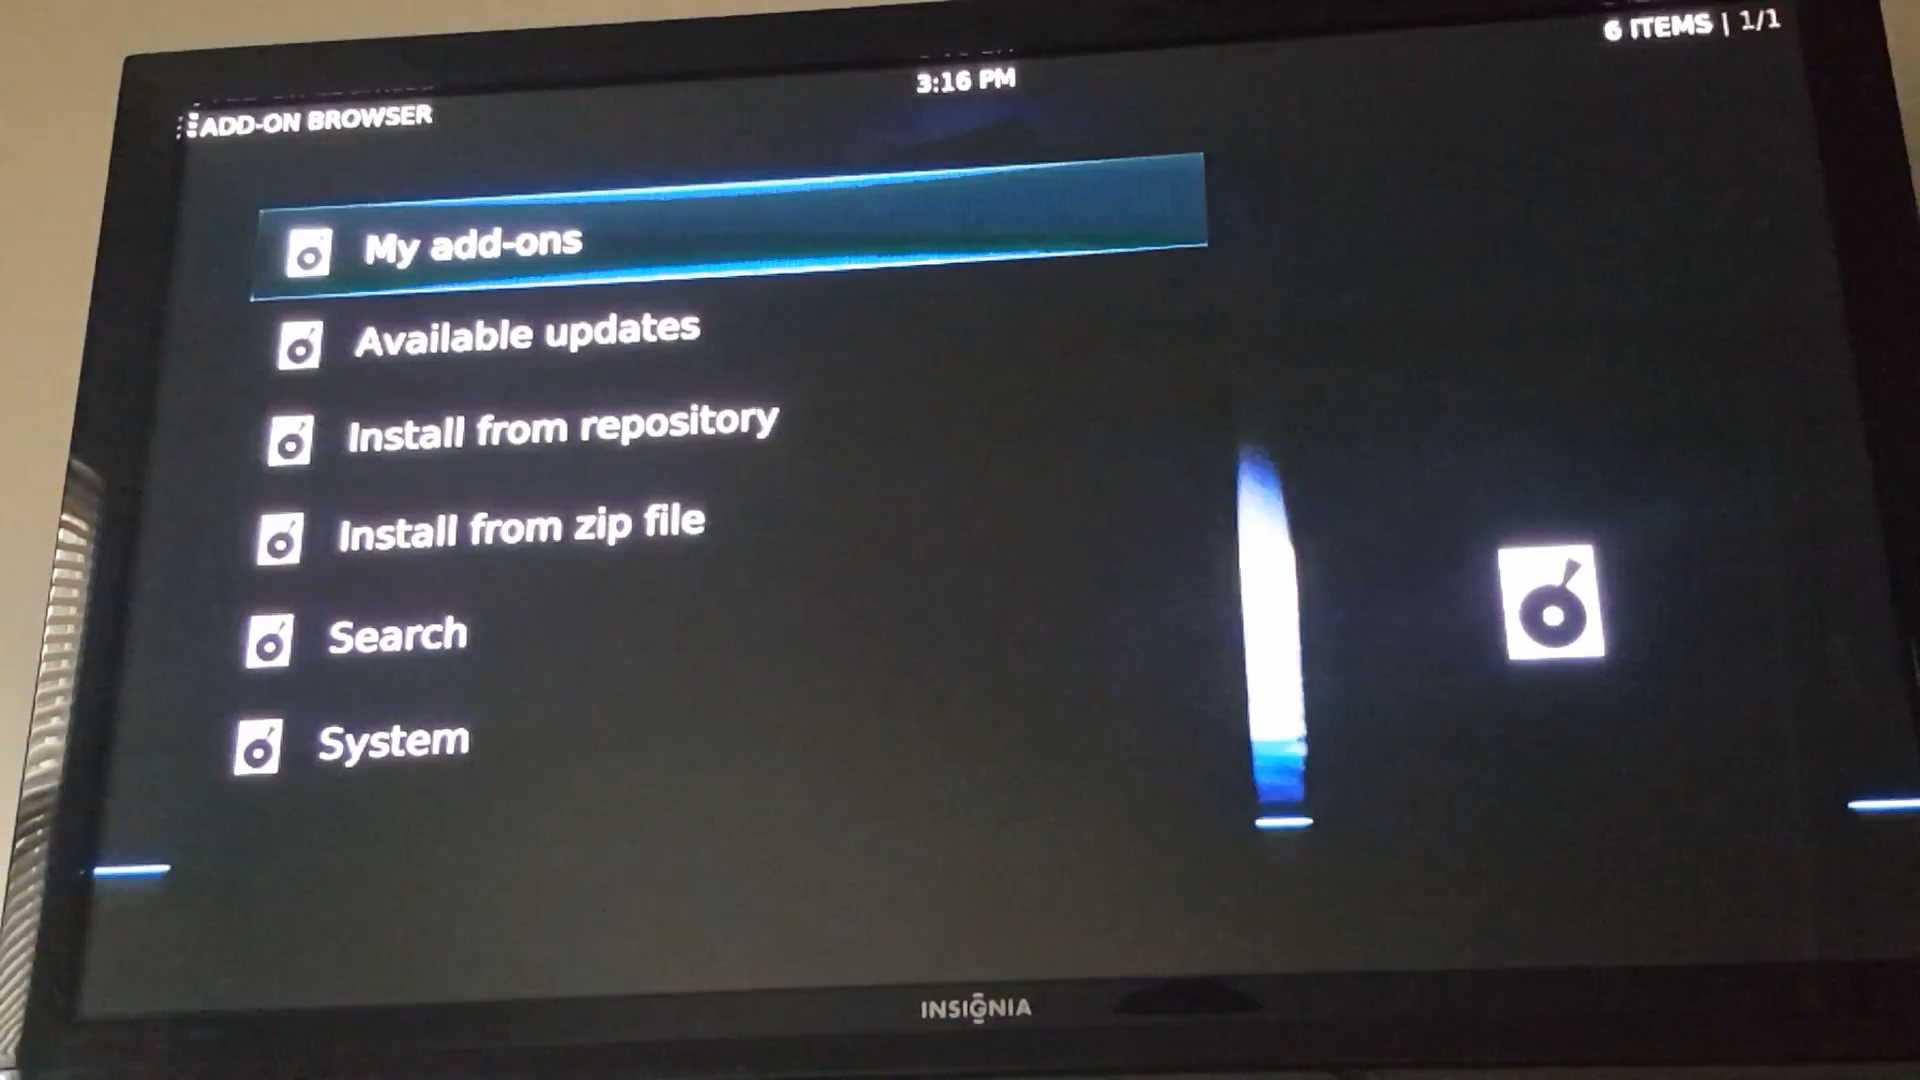 6 ITEMS | 1/1
3:16 PM
ADD-ON BROWSER
My add-ons
Available updates
Install from repository
Install from zip file
Search
System
INSIGNIA